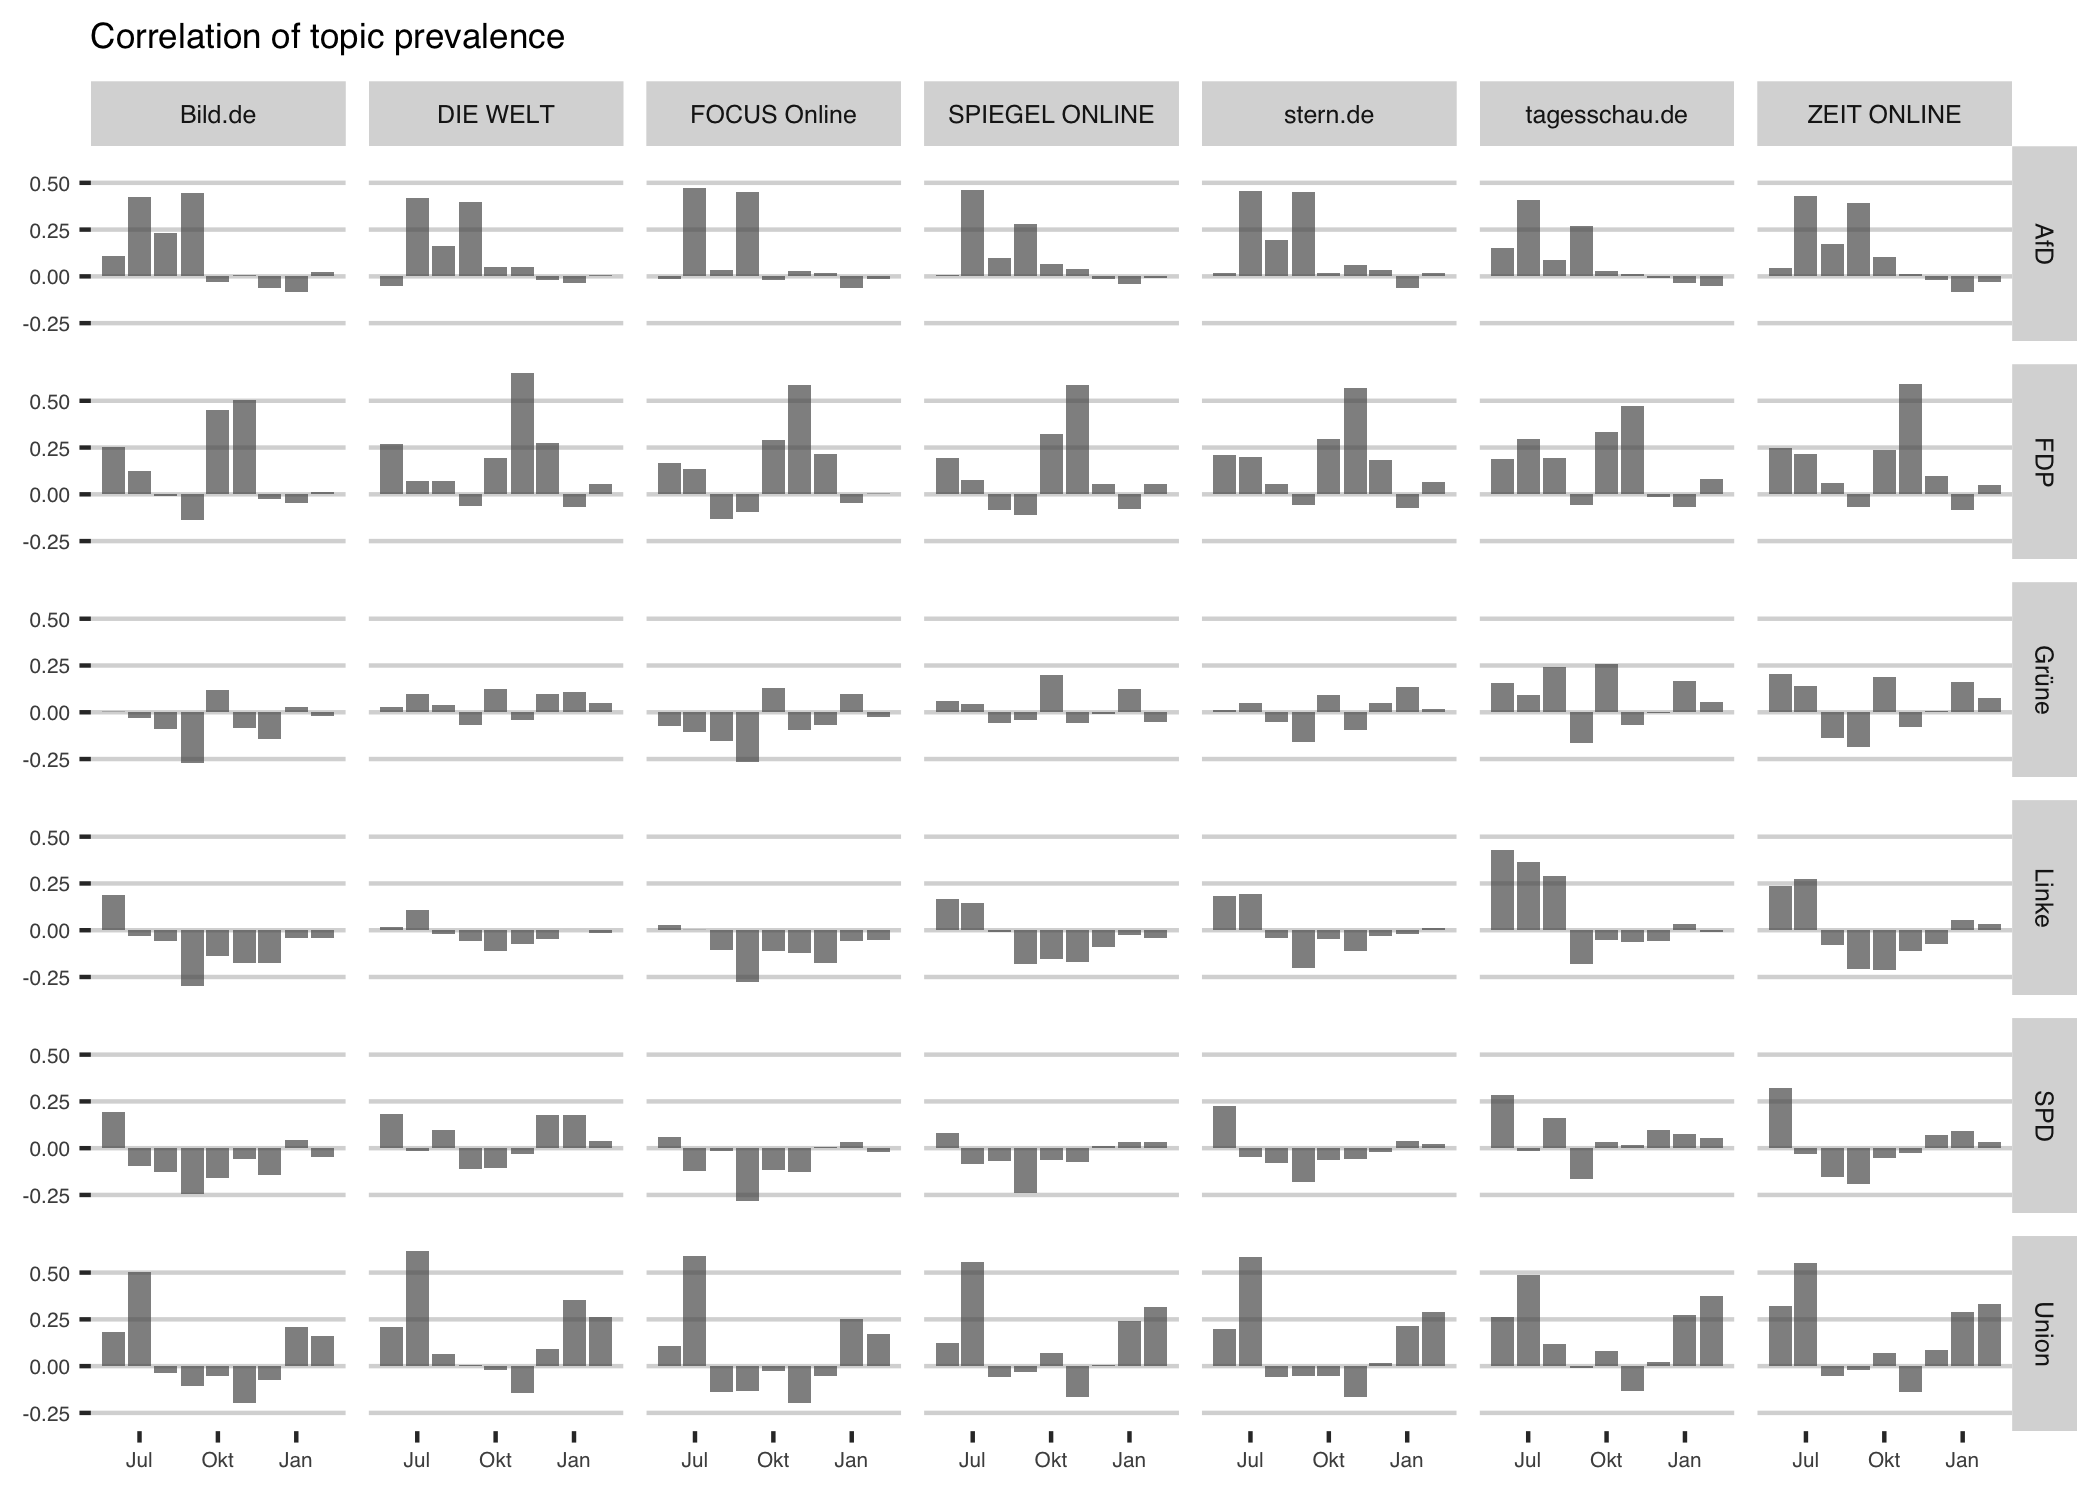 Correlation of topic prevalence
Bild.de DIE WELT FOCUS Online SPIEGEL ONLINE stern.de tagesschau.de ZEIT ONLINE
0.50
0.25
0.00
-0.25
AfD
0.50
0.25
0.00
-0.25
FDP
0.50
0.25
0.00
-0.25
Grüne
0.50
0.25
0.00
-0.25
Linke
0.50
0.25
0.00
-0.25
SPD
0.50
0.25
0.00
-0.25
Union
Jul Okt Jan Jul Okt Jan Jul Okt Jan Jul Okt Jan Jul Okt Jan Jul Okt Jan Jul Okt Jan